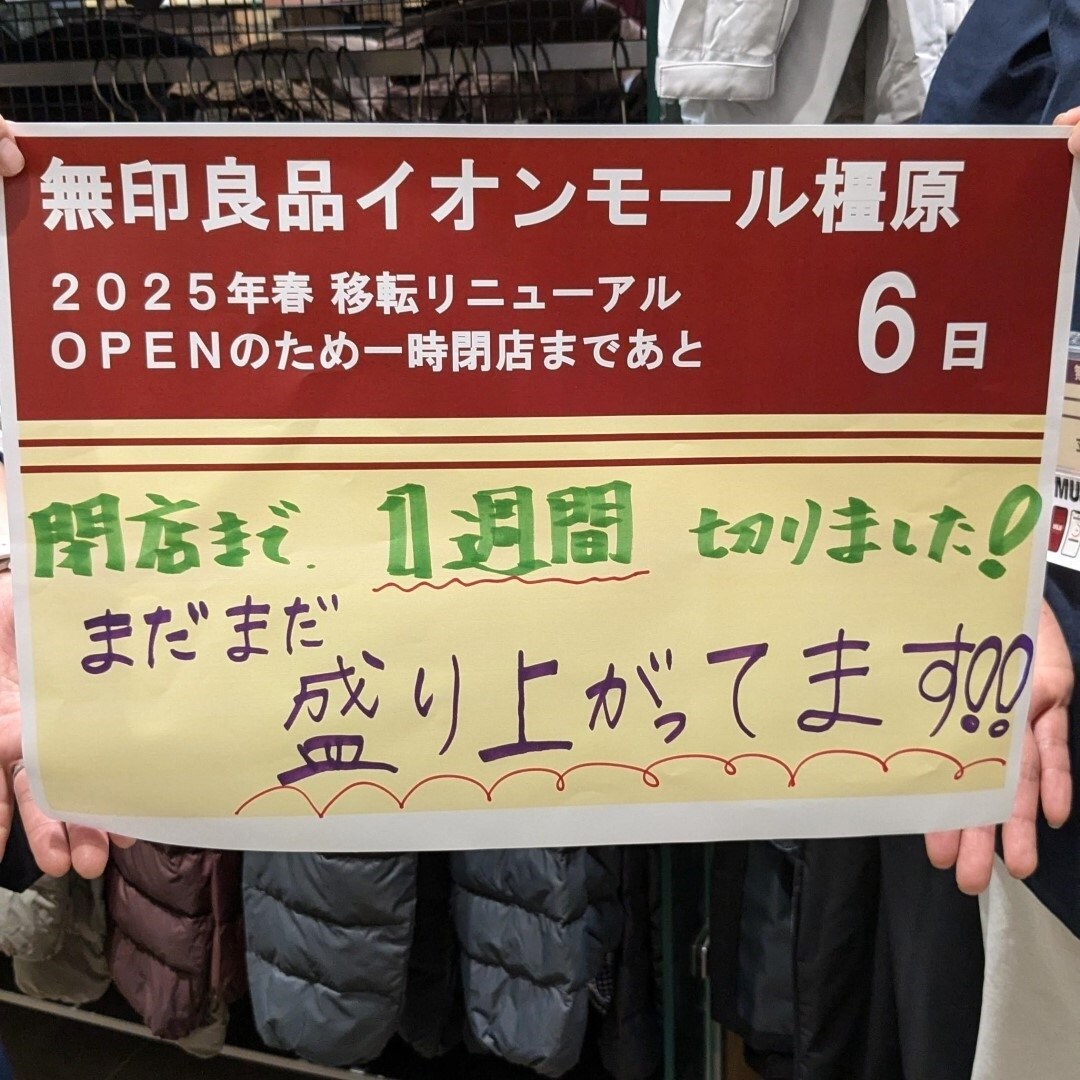 無印良品イオンモール橿原
2025年春 移転リニューアル
OPENのため一時閉店まであと
6日
閉店まで 1週間 切りました!
まだまだ
盛り上がってます!!
MU